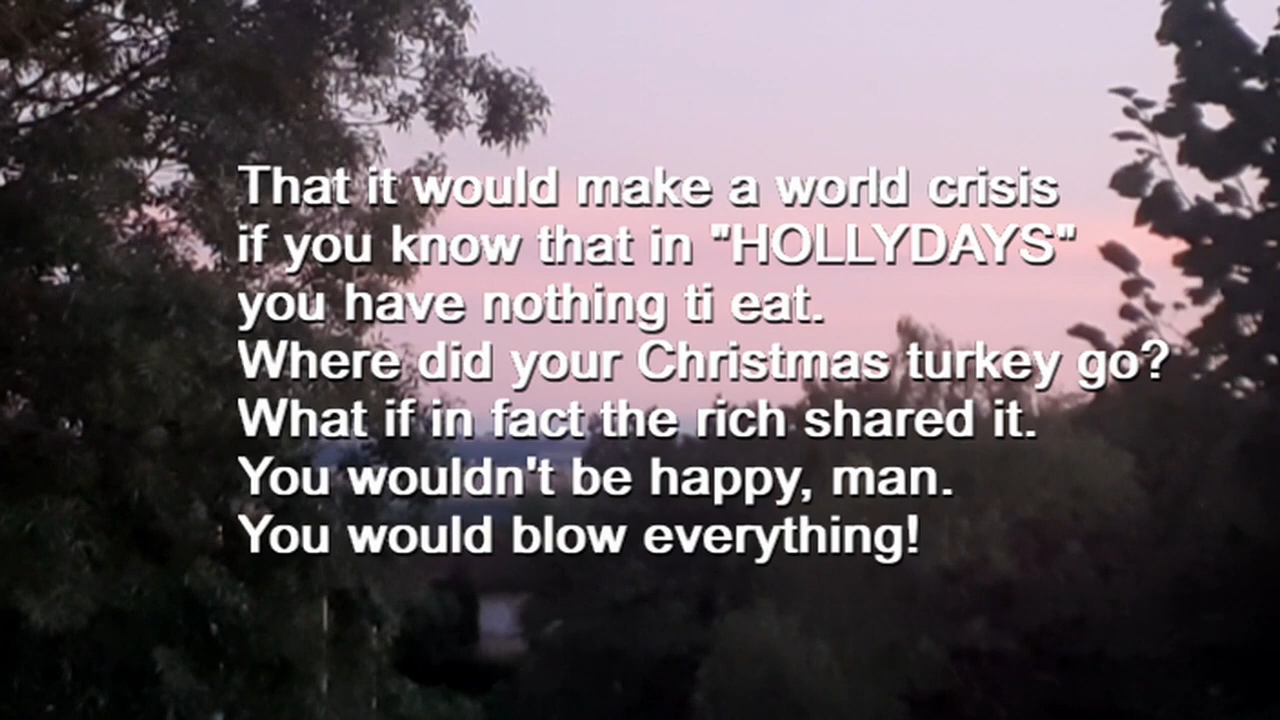 That it would make a world crisis
if you know that in "HOLLYDAYS"
you have nothing ti eat.
Where did your Christmas turkey go?
What if in fact the rich shared it.
You wouldn't be happy, man.
You would blow everything!